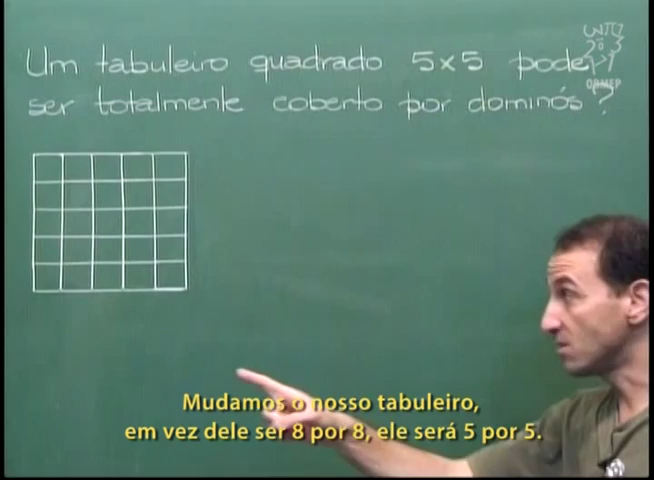 Um tabuleiro quadrado 5x5 pode
ser totalmente coberto por dominós?
OBMEP
Mudamos o nosso tabuleiro,
em vez dele ser 8 por 8, ele será 5 por 5.